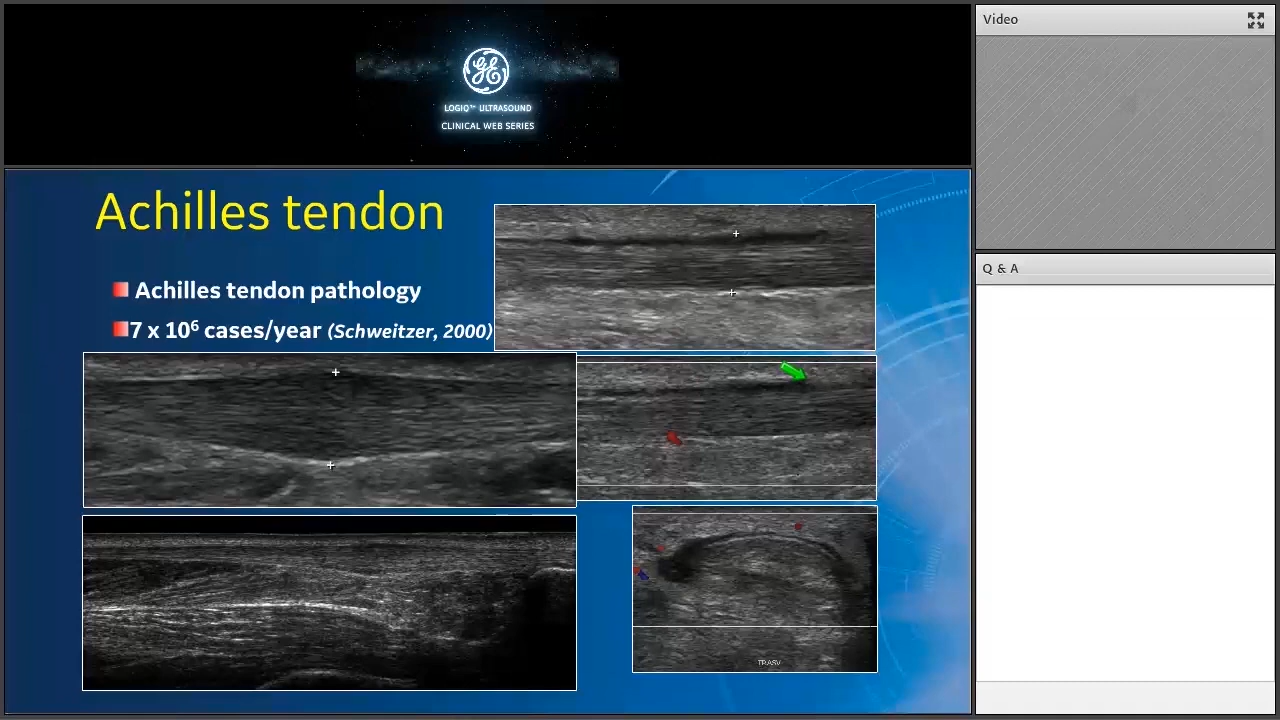 LOGIQ™ ULTRASOUND
CLINICAL WEB SERIES
Video
Q & A
Achilles tendon
Achilles tendon pathology
7 x 10⁶ cases/year (Schweitzer, 2000)
TRASV